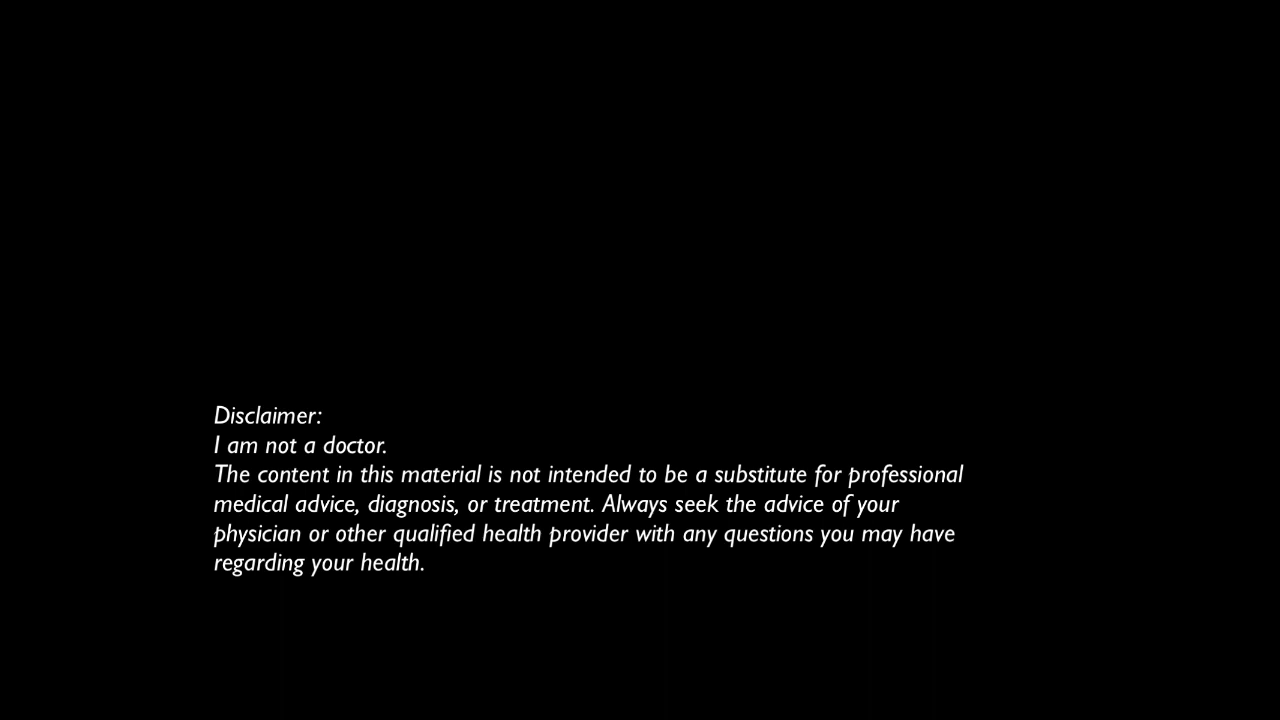 Disclaimer:
I am not a doctor.
The content in this material is not intended to be a substitute for professional
medical advice, diagnosis, or treatment. Always seek the advice of your
physician or other qualified health provider with any questions you may have
regarding your health.